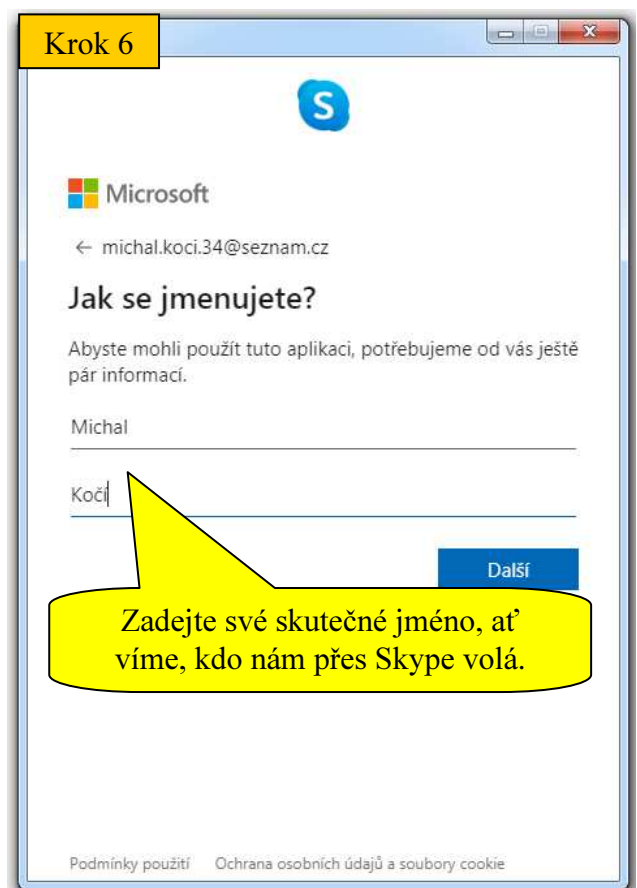 Krok 6
S
Microsoft
← michal.koci.34@seznam.cz
Jak se jmenujete?
Abyste mohli použít tuto aplikaci, potřebujeme od vás ještě
pár informací.
Michal
Kočí
Další
Zadejte své skutečné jméno, ať
víme, kdo nám přes Skype volá.
Podmínky použití Ochrana osobních údajů a soubory cookie